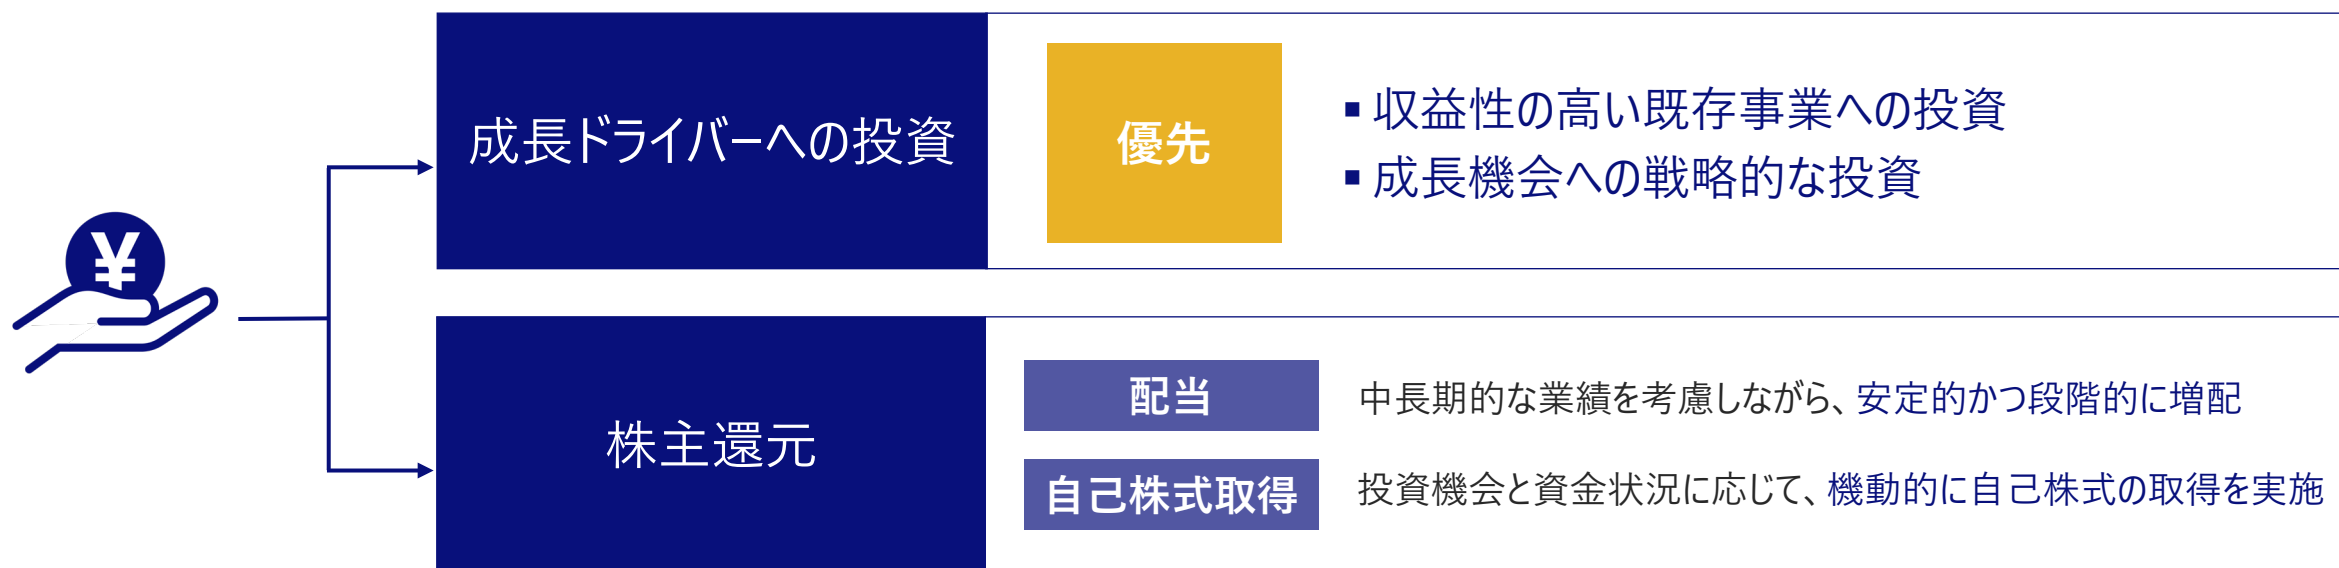 成長ドライバーへの投資
優先
▪ 収益性の高い既存事業への投資
▪ 成長機会への戦略的な投資
¥
株主還元
配当
中長期的な業績を考慮しながら、安定的かつ段階的に増配
自己株式取得
投資機会と資金状況に応じて、機動的に自己株式の取得を実施